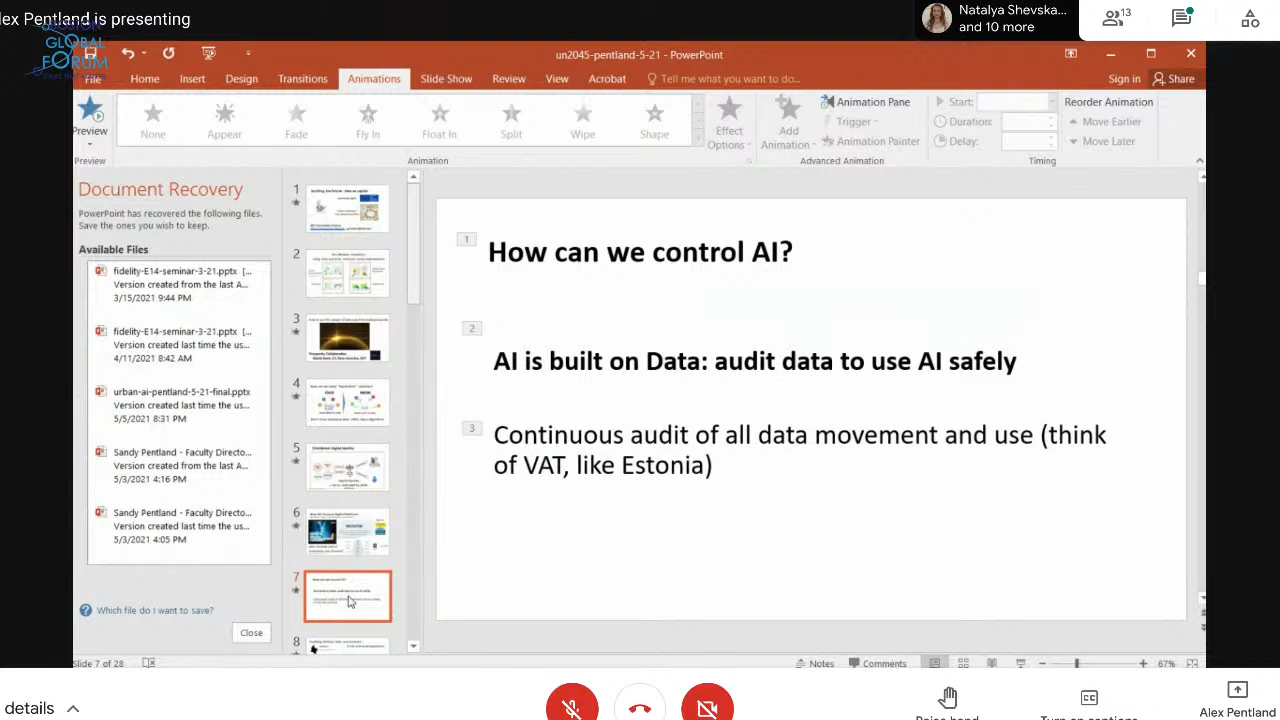 lex Pentland is presenting
Natalya Shevska...
and 10 more
13
BOSTON
GLOBAL
FORUM
un2045-pentland-5-21 - PowerPoint
File Home Insert Design Transitions Animations Slide Show Review View Acrobat Tell me what you want to do... Sign in Share
Preview
None Appear Fade Fly In Float In Split Wipe Shape
Effect
Options
Add
Animation
Animation Pane
Trigger
Animation Painter
Start:
Duration:
Delay:
Reorder Animation
Move Earlier
Move Later
Preview Animation Advanced Animation Timing
Document Recovery
PowerPoint has recovered the following files.
Save the ones you wish to keep.
Available Files
fidelity-E14-seminar-3-21.pptx [...
Version created from the last A...
3/15/2021 9:44 PM
fidelity-E14-seminar-3-21.pptx [...
Version created last time the us...
4/11/2021 8:42 AM
urban-ai-pentland-5-21-final.pptx
Version created last time the us...
5/5/2021 8:31 PM
Sandy Pentland - Faculty Directo...
Version created from the last A...
5/3/2021 4:16 PM
Sandy Pentland - Faculty Directo...
Version created last time the us...
5/3/2021 4:05 PM
Which file do I want to save?
Close
1
2
3
4
5
6
7
8
1
How can we control AI?
2
AI is built on Data: audit data to use AI safely
3
Continuous audit of all data movement and use (think
of VAT, like Estonia)
Slide 7 of 28
Notes Comments 67%
details
Raise hand
Turn on captions
Alex Pentland